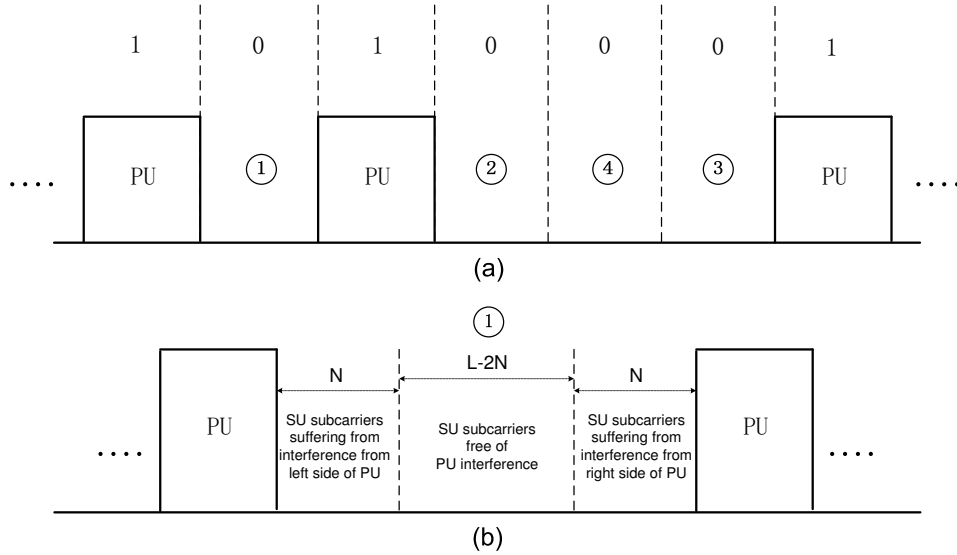 1 0 1 0 0 0 1
.... PU ① PU ② ④ ③ PU ....
(a)
①
N L-2N N
PU
SU subcarriers
suffering from
interference from
left side of PU
SU subcarriers
free of
PU interference
SU subcarriers
suffering from
interference from
right side of PU
PU
.... ....
(b)